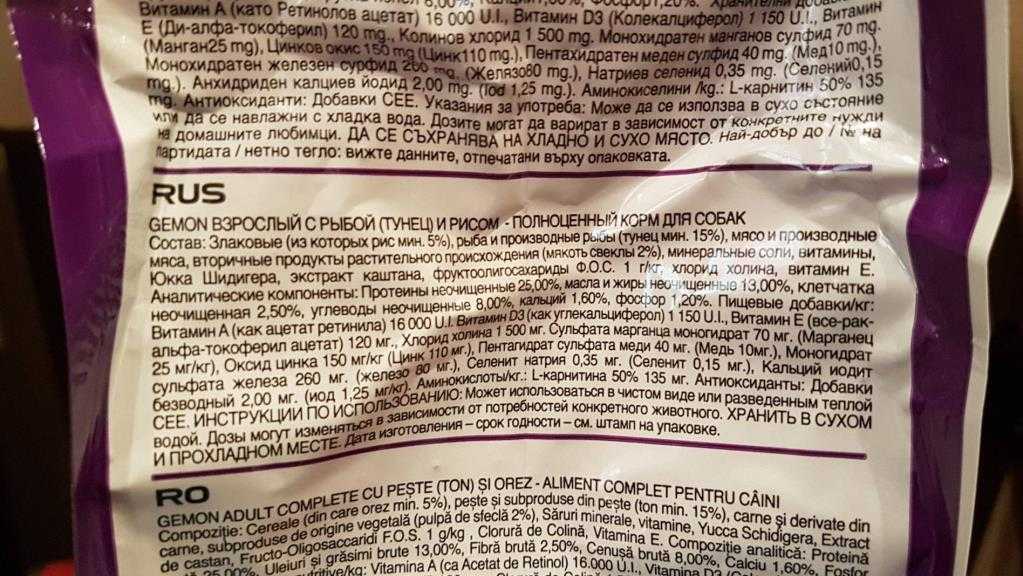 Витамин А (като Ретинолов ацетат) 16 000 U.I., Витамин D3 (Колекалциферол) 1 150 U.I., Витамин
Е (Ди-алфа-токоферил) 120 mg., Колинов хлорид 1 500 mg. Монохидратен манганов сулфид 70 mg.
(Манган25 mg), Цинков окис 150 mg (Цинк110 mg.), Пентахидратен меден сулфид 40 mg. (Мед10 mg.),
Монохидратен железен сурфид 260 mg. (Желязо80 mg.), Натриев селенид 0,35 mg. (Селений0,15
mg.). Анхидриден калциев йодид 2,00 mg. (Iod 1,25 mg.). Аминокиселини /kg.: L-карнитин 50% 135
mg. Антиоксиданти: Добавки СЕЕ. Указания за употреба: Може да се използва в сухо състояние
или да се навлажни с хладка вода. Дозите могат да варират в зависимост от конкретните нужди
на домашните любимци. ДА СЕ СЪХРАНЯВА НА ХЛАДНО И СУХО МЯСТО. Най-добър до / № на
партидата / нетно тегло: вижте данните, отпечатани върху опаковката.
RUS
GEMON ВЗРОСЛЫЙ С РЫБОЙ (ТУНЕЦ) И РИСОМ - ПОЛНОЦЕННЫЙ КОРМ ДЛЯ СОБАК
Состав: Злаковые (из которых рис мин. 5%), рыба и производные рыбы (тунец мин. 15%), мясо и производные
мяса, вторичные продукты растительного происхождения (мякоть свеклы 2%), минеральные соли, витамины,
Юкка Шидигера, экстракт каштана, фруктоолигосахариды Ф.О.С. 1 г/кг, хлорид холина, витамин Е.
Аналитические компоненты: Протеины неочищенные 25,00%, масла и жиры неочищенные 13,00%, клетчатка
неочищенная 2,50%, углеводы неочищенные 8,00%, кальций 1,60%, фосфор 1,20%. Пищевые добавки/кг:
Витамин А (как ацетат ретинила) 16 000 U.I. Витамин D3 (как углекальциферол) 1 150 U.I., Витамин Е (все-рак-
альфа-токоферил ацетат) 120 мг., Хлорид холина 1 500 мг. Сульфата марганца моногидрат 70 мг. (Марганец
25 мг/кг), Оксид цинка 150 мг/кг (Цинк 110 мг.), Пентагидрат сульфата меди 40 мг. (Медь 10мг.), Моногидрат
сульфата железа 260 мг. (железо 80 мг.), Селенит натрия 0,35 мг. (Селенит 0,15 мг.), Кальций иодит
безводный 2,00 мг. (иод 1,25 мг/кг). Аминокислоты/кг.: L-карнитина 50% 135 мг. Антиоксиданты: Добавки
СЕЕ. ИНСТРУКЦИИ ПО ИСПОЛЬЗОВАНИЮ: Может использоваться в чистом виде или разведенным теплой
водой. Дозы могут изменяться в зависимости от потребностей конкретного животного. ХРАНИТЬ В СУХОМ
И ПРОХЛАДНОМ МЕСТЕ. Дата изготовления – срок годности – см. штамп на упаковке.
RO
GEMON ADULT COMPLETE CU PEȘTE (TON) ȘI OREZ - ALIMENT COMPLET PENTRU CÂINI
Compoziție: Cereale (din care orez min. 5%), pește și subproduse din pește (ton min. 15%), carne și derivate din
carne, subproduse de origine vegetală (pulpă de sfeclă 2%), Săruri minerale, vitamine, Yucca Schidigera, Extract
de castan, Fructo-Oligosaccaridi F.O.S. 1 g/kg , Clorură de Colină, Vitamina E. Compoziție analitică: Proteină
25,00%, Uleiuri și grăsimi brute 13,00%, Fibră brută 2,50%, Cenușă brută 8,00%, Calciu 1,60%, Fosfor
Vitamina A (ca Acetat de Retinol) 16.000 U.I., Vitamina D3